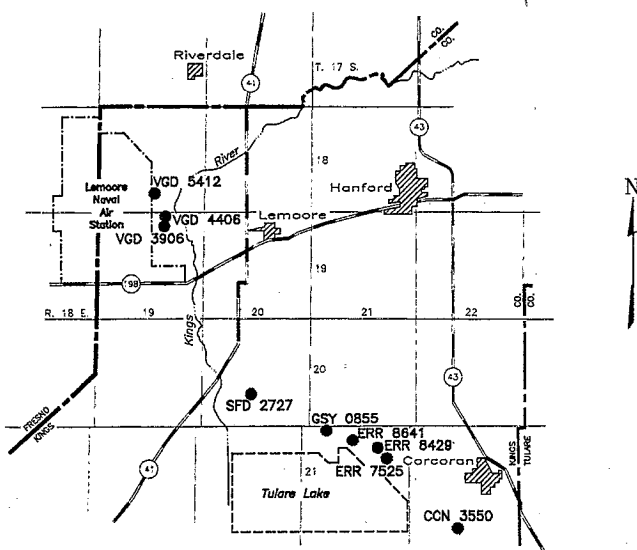 Riverdale
T. 17 S.
CO.
CO.
41
43
River
18
VGD 5412
Hanford
Lemoore
Naval
Air
Station
VGD 4406
Lemoore
VGD 3906
N
19
198
CO.
CO.
R. 18 E.
19
20
21
22
Kings
20
43
SFD 2727
FRESNO
KINGS
GSY 0855
ERR 8641
ERR 8429
ERR 7525
Corcoran
KINGS
TULARE
41
21
Tulare Lake
CCN 3550